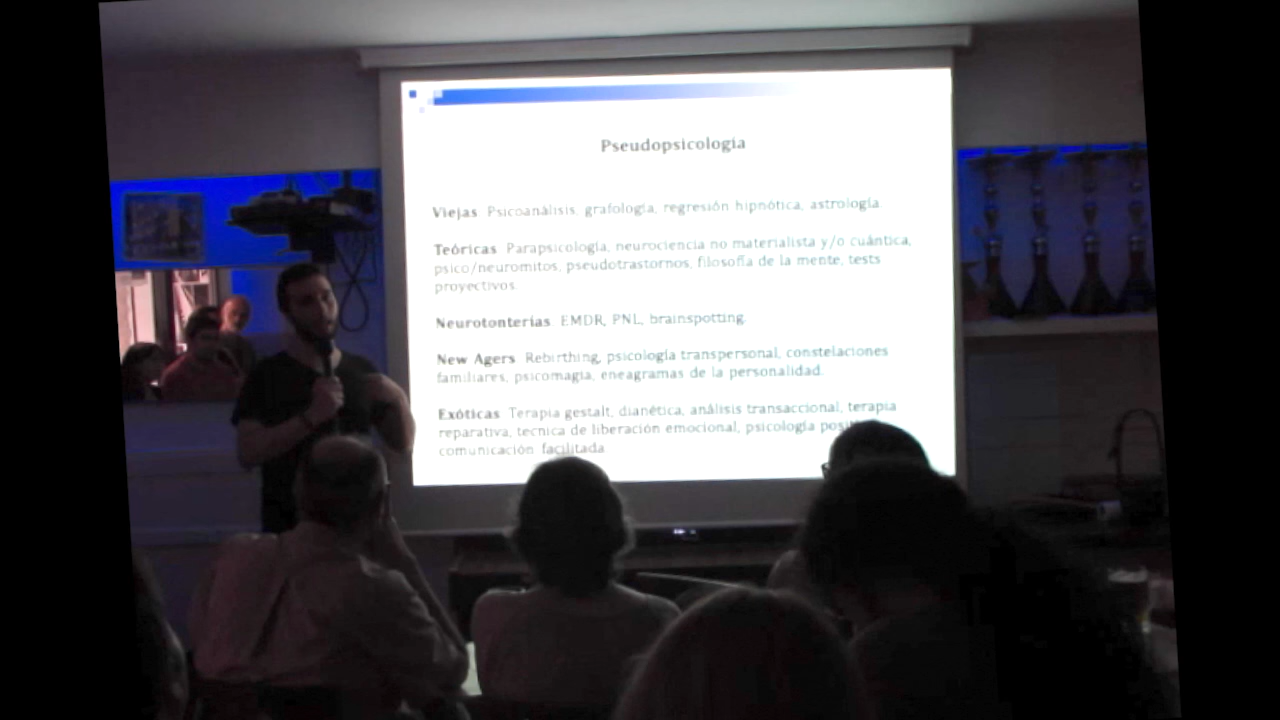 Pseudopsicología
Viejas Psicoanálisis, grafología, regresión hipnótica, astrología
Teóricas Parapsicología, neurociencia no materialista y/o cuántica,
psico/neuromitos, pseudotrastornos, filosofía de la mente, tests
proyectivos.
Neurotonterías EMDR, PNL, brainspotting.
New Agers Rebirthing, psicología transpersonal, constelaciones
familiares, psicomagia, eneagramas de la personalidad.
Exóticas Terapia gestalt, dianética, análisis transaccional, terapia
reparativa, tecnica de liberación emocional, psicología
comunicación facilitada